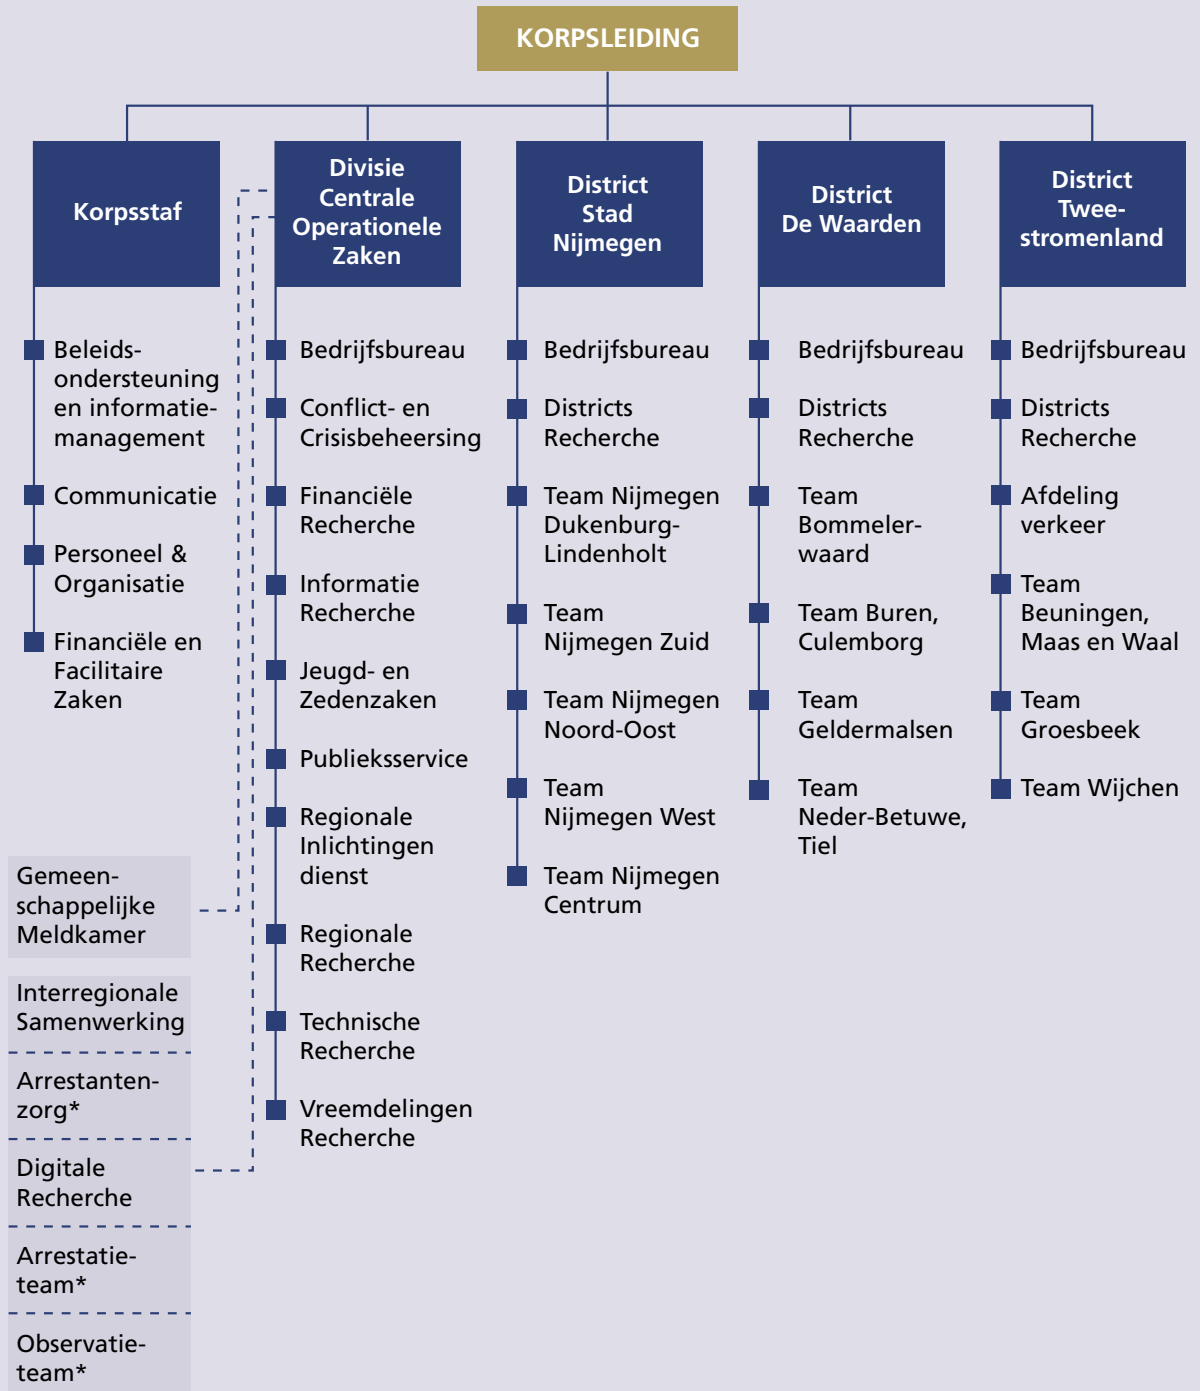 KORPSLEIDING
Korpsstaf
Beleids-
ondersteuning
en informatie-
management
Communicatie
Personeel &
Organisatie
Financiële en
Facilitaire
Zaken
Divisie
Centrale
Operationele
Zaken
Bedrijfsbureau
Conflict- en
Crisisbeheersing
Financiële
Recherche
Informatie
Recherche
Jeugd- en
Zedenzaken
Publieksservice
Regionale
Inlichtingen
dienst
Regionale
Recherche
Technische
Recherche
Vreemdelingen
Recherche
District
Stad
Nijmegen
Bedrijfsbureau
Districts
Recherche
Team Nijmegen
Dukenburg-
Lindenholt
Team
Nijmegen Zuid
Team Nijmegen
Noord-Oost
Team
Nijmegen West
Team Nijmegen
Centrum
District
De Waarden
Bedrijfsbureau
Districts
Recherche
Team
Bommeler-
waard
Team Buren,
Culemborg
Team
Geldermalsen
Team
Neder-Betuwe,
Tiel
District
Twee-
stromenland
Bedrijfsbureau
Districts
Recherche
Afdeling
verkeer
Team
Beuningen,
Maas en Waal
Team
Groesbeek
Team Wijchen
Gemeen-
schappelijke
Meldkamer
Interregionale
Samenwerking
Arrestanten-
zorg*
Digitale
Recherche
Arrestatie-
team*
Observatie-
team*